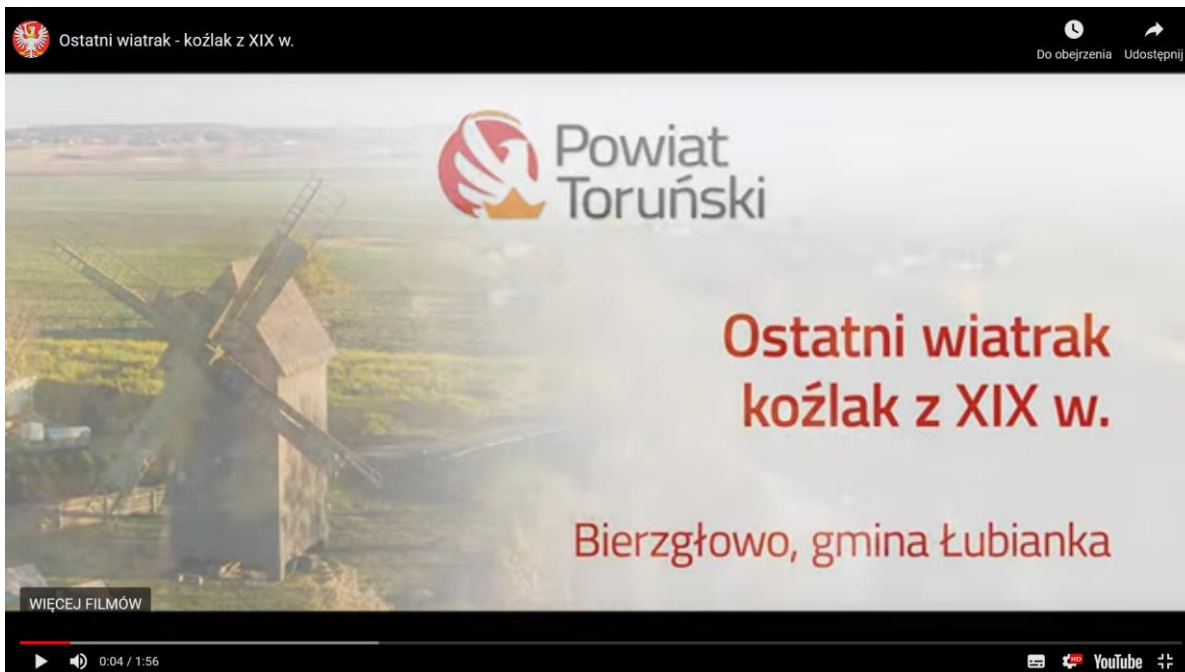 Ostatni wiatrak - koźlak z XIX w.
Do obejrzenia
Udostępnij
Powiat
Toruński
Ostatni wiatrak
koźlak z XIX w.
Bierzgłowo, gmina Łubianka
WIĘCEJ FILMÓW
0:04 / 1:56
HD
YouTube